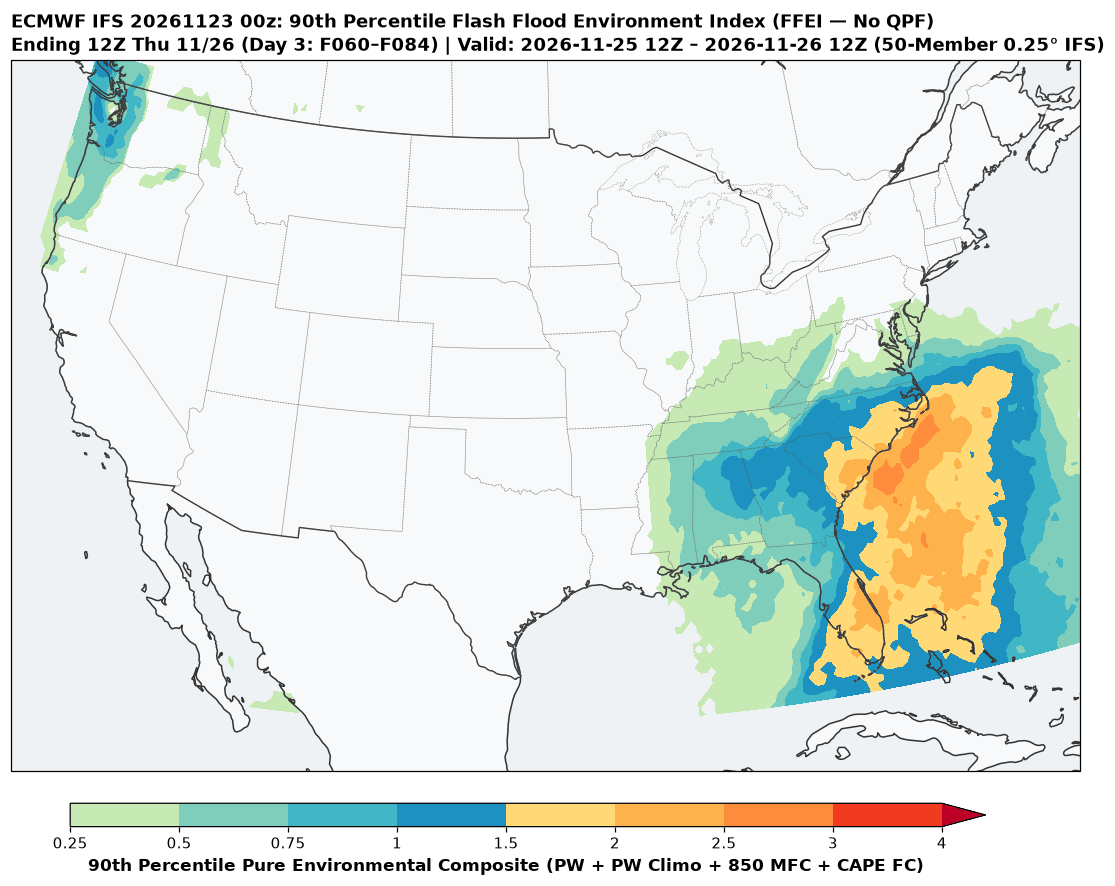 ECMWF IFS 20261123 00z: 90th Percentile Flash Flood Environment Index (FFEI — No QPF)
Ending 12Z Thu 11/26 (Day 3: F060–F084) | Valid: 2026-11-25 12Z – 2026-11-26 12Z (50-Member 0.25° IFS)
0.25 0.5 0.75 1 1.5 2 2.5 3 4
90th Percentile Pure Environmental Composite (PW + PW Climo + 850 MFC + CAPE FC)